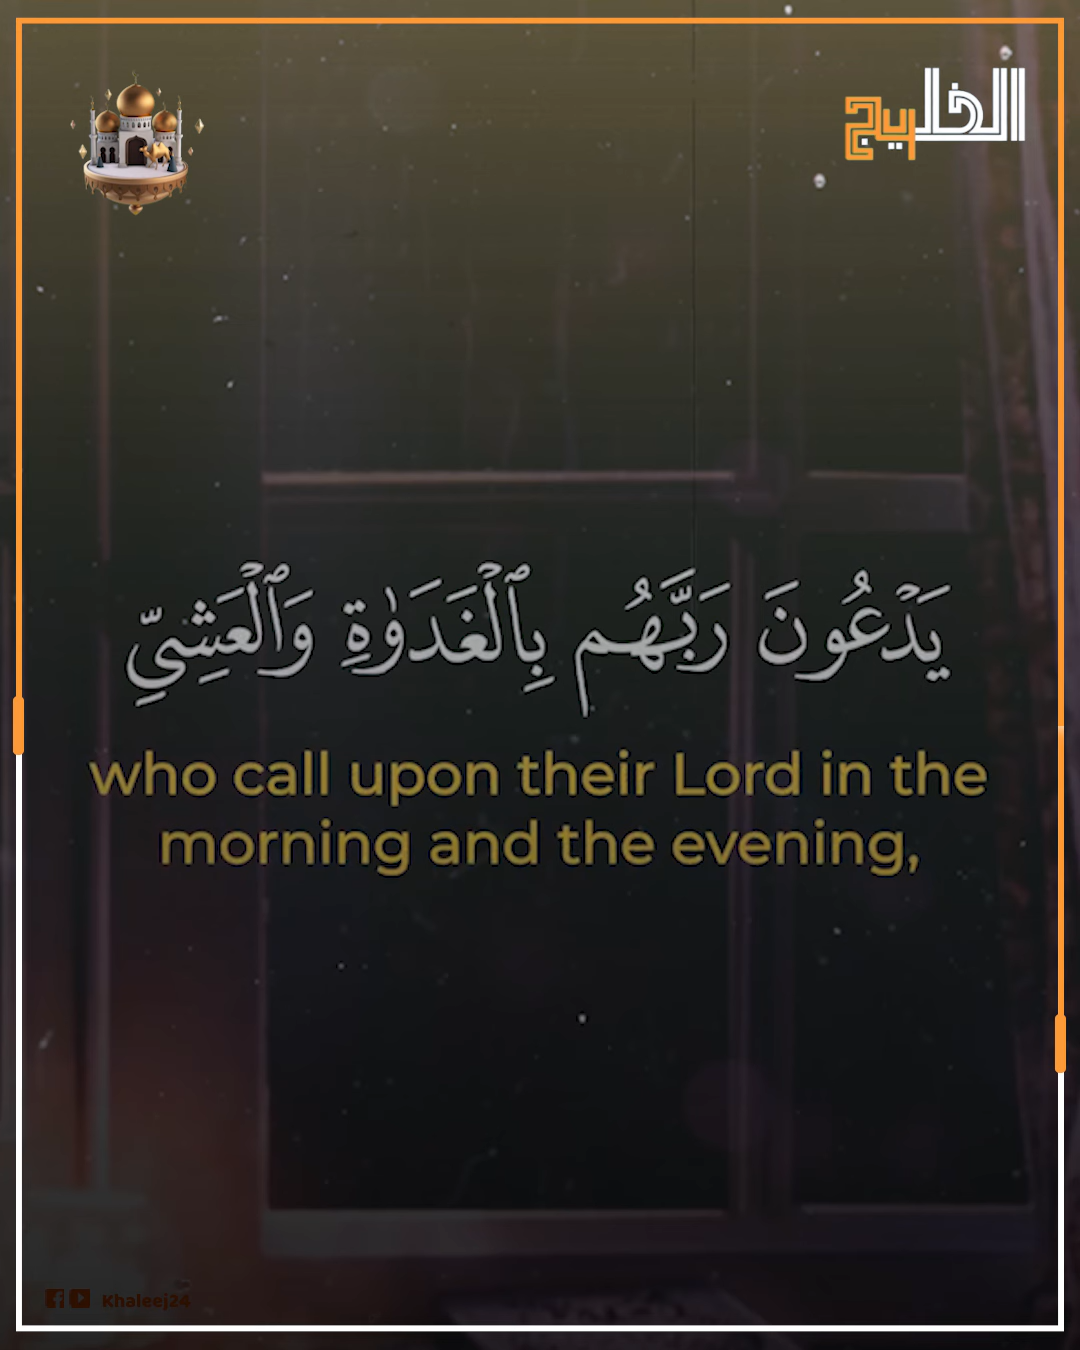 الخليج
يَدۡعُونَ رَبَّهُم بِٱلۡغَدَوٰةِ وَٱلۡعَشِيِّ
who call upon their Lord in the
morning and the evening,
Khaleej24